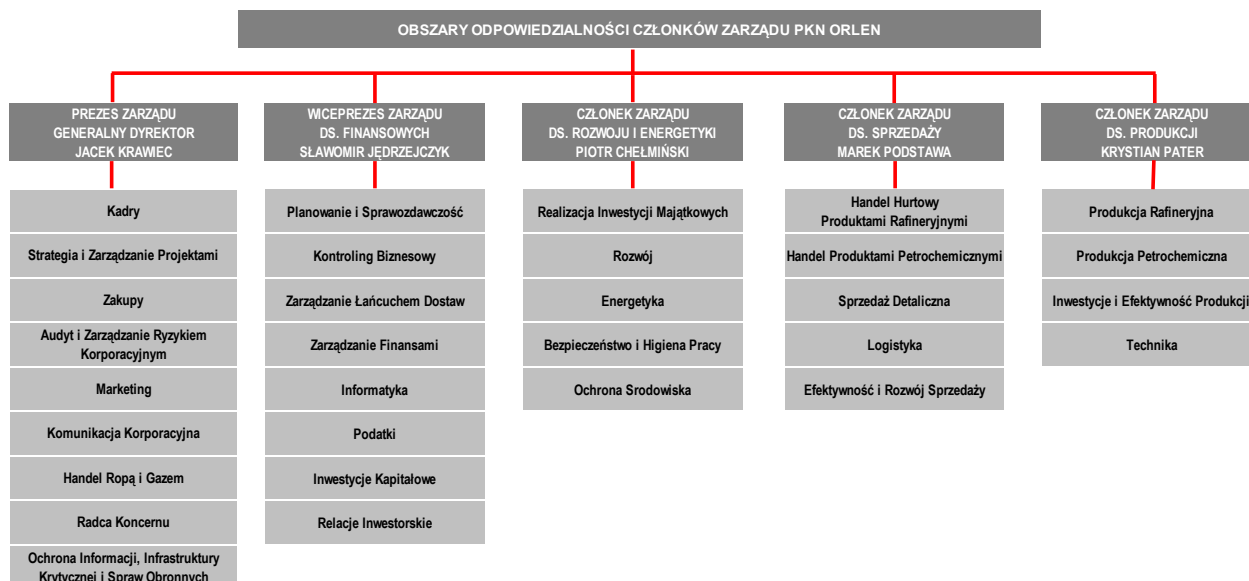 OBSZARY ODPOWIEDZIALNOŚCI CZŁONKÓW ZARZĄDU PKN ORLEN
PREZES ZARZĄDU
GENERALNY DYREKTOR
JACEK KRAWIEC
Kadry
Strategia i Zarządzanie Projektami
Zakupy
Audyt i Zarządzanie Ryzykiem
Korporacyjnym
Marketing
Komunikacja Korporacyjna
Handel Ropą i Gazem
Radca Koncernu
Ochrona Informacji, Infrastruktury
Krytycznej i Spraw Obronnych
WICEPREZES ZARZĄDU
DS. FINANSOWYCH
SŁAWOMIR JĘDRZEJCZYK
Planowanie i Sprawozdawczość
Kontroling Biznesowy
Zarządzanie Łańcuchem Dostaw
Zarządzanie Finansami
Informatyka
Podatki
Inwestycje Kapitałowe
Relacje Inwestorskie
CZŁONEK ZARZĄDU
DS. ROZWOJU I ENERGETYKI
PIOTR CHEŁMIŃSKI
Realizacja Inwestycji Majątkowych
Rozwój
Energetyka
Bezpieczeństwo i Higiena Pracy
Ochrona Srodowiska
CZŁONEK ZARZĄDU
DS. SPRZEDAŻY
MAREK PODSTAWA
Handel Hurtowy
Produktami Rafineryjnymi
Handel Produktami Petrochemicznymi
Sprzedaż Detaliczna
Logistyka
Efektywność i Rozwój Sprzedaży
CZŁONEK ZARZĄDU
DS. PRODUKCJI
KRYSTIAN PATER
Produkcja Rafineryjna
Produkcja Petrochemiczna
Inwestycje i Efektywność Produkcji
Technika